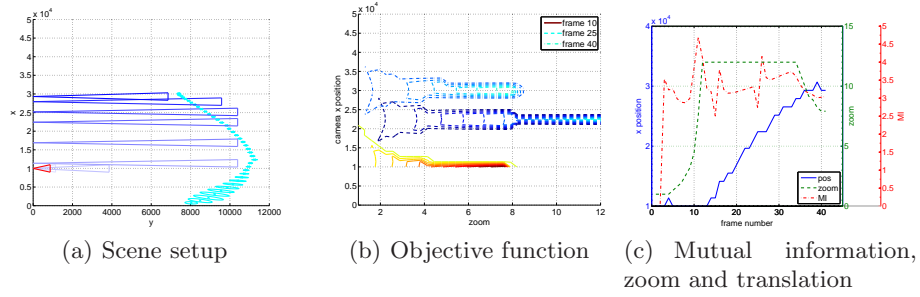 x 10^4
5
4.5
4
3.5
3
2.5
2
1.5
1
0.5
0
x
0 2000 4000 6000 8000 10000 12000
y
(a) Scene setup
x 10^4
5
4.5
4
3.5
3
2.5
2
1.5
1
0.5
0
camera x position
frame 10
frame 25
frame 40
2 4 6 8 10 12
zoom
(b) Objective function
x 10^4
4
3
2
1
x position
pos
zoom
MI
0 10 20 30 40
frame number
15
10
5
0
zoom
5
4.5
4
3.5
3
2.5
2
1.5
1
0.5
0
MI
(c) Mutual information,
zoom and translation